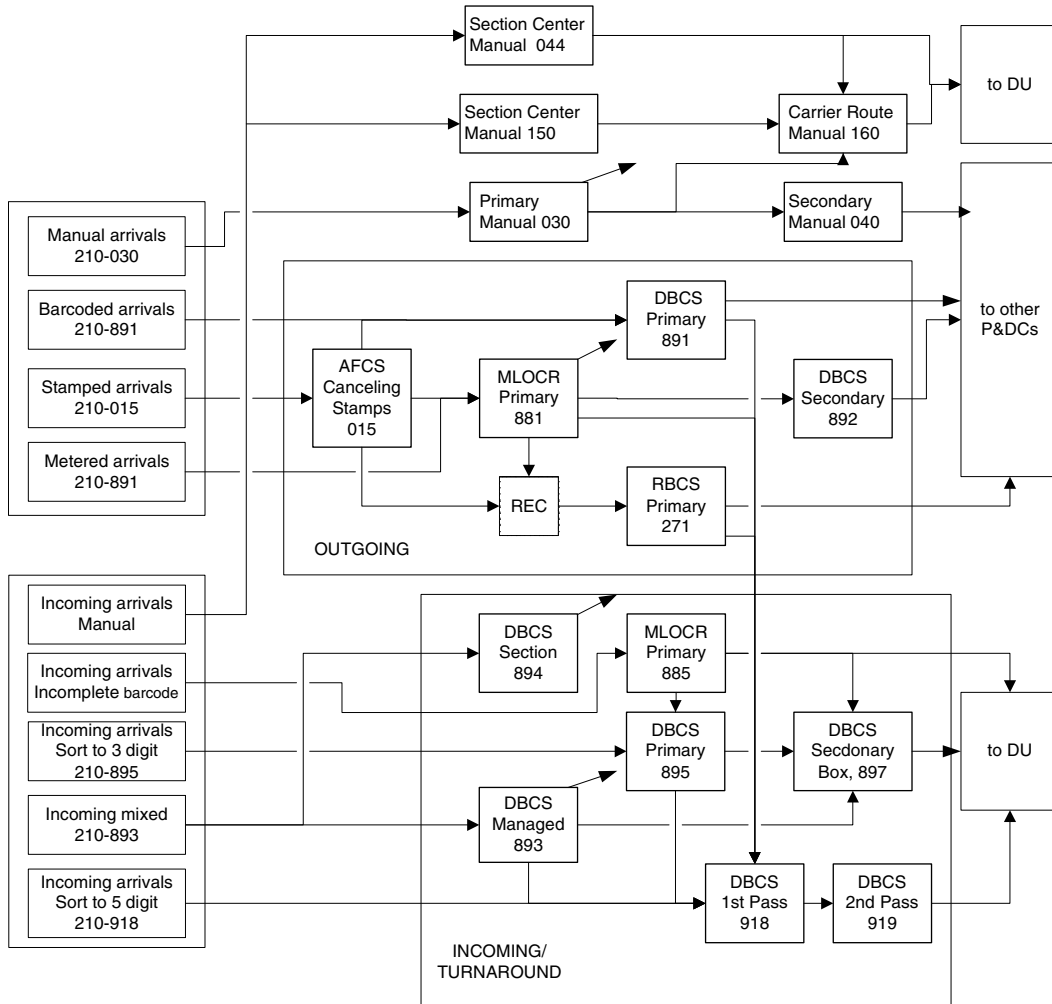 Section Center
Manual 044
to DU
Section Center
Manual 150
Carrier Route
Manual 160
Primary
Manual 030
Secondary
Manual 040
Manual arrivals
210-030
Barcoded arrivals
210-891
Stamped arrivals
210-015
Metered arrivals
210-891
DBCS
Primary
891
to other
P&DCs
AFCS
Canceling
Stamps
015
MLOCR
Primary
881
DBCS
Secondary
892
REC
RBCS
Primary
271
OUTGOING
Incoming arrivals
Manual
Incoming arrivals
Incomplete barcode
Incoming arrivals
Sort to 3 digit
210-895
Incoming mixed
210-893
Incoming arrivals
Sort to 5 digit
210-918
DBCS
Section
894
MLOCR
Primary
885
DBCS
Primary
895
DBCS
Secdonary
Box, 897
to DU
DBCS
Managed
893
DBCS
1st Pass
918
DBCS
2nd Pass
919
INCOMING/
TURNAROUND